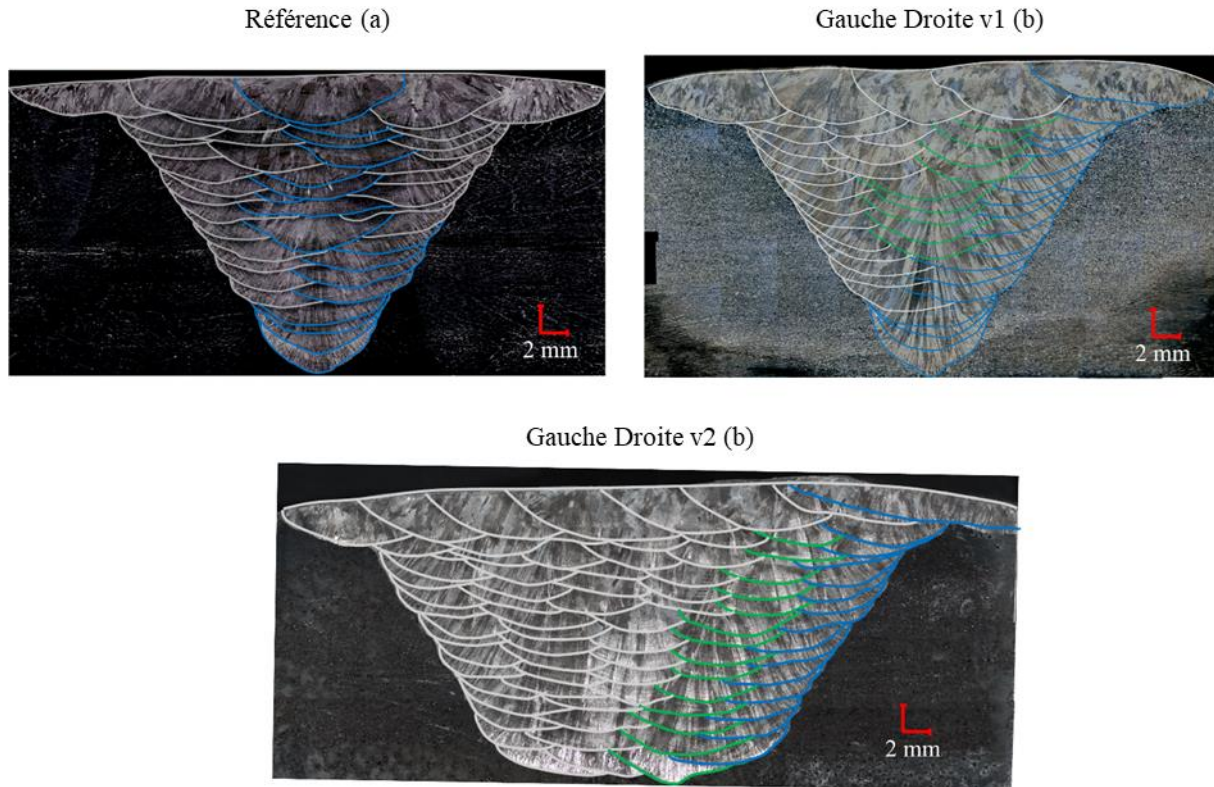 Référence (a)
Gauche Droite v1 (b)
2 mm
2 mm
Gauche Droite v2 (b)
2 mm